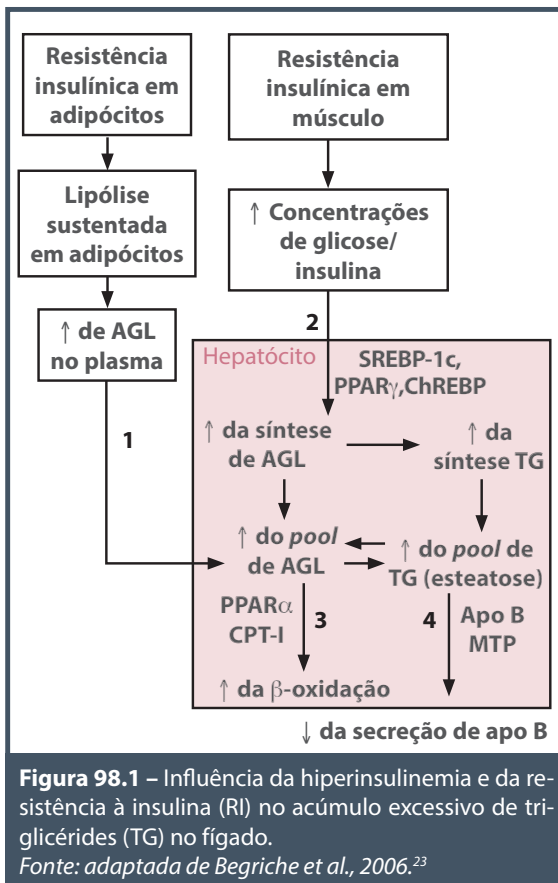 Resistência
insulínica em
adipócitos
Resistência
insulínica em
músculo
Lipólise
sustentada
em adipócitos
↑ Concentrações
de glicose/
insulina
↑ de AGL
no plasma
1
2
Hepatócito
SREBP-1c,
PPARγ,ChREBP
↑ da síntese
de AGL
↑ da
síntese TG
↑ do pool
de AGL
↑ do pool de
TG (esteatose)
PPARα
CPT-I
3
4
Apo B
MTP
↑ da β-oxidação
↓ da secreção de apo B
Figura 98.1 – Influência da hiperinsulinemia e da re-
sistência à insulina (RI) no acúmulo excessivo de tri-
glicérides (TG) no fígado.
Fonte: adaptada de Begriche et al., 2006.23